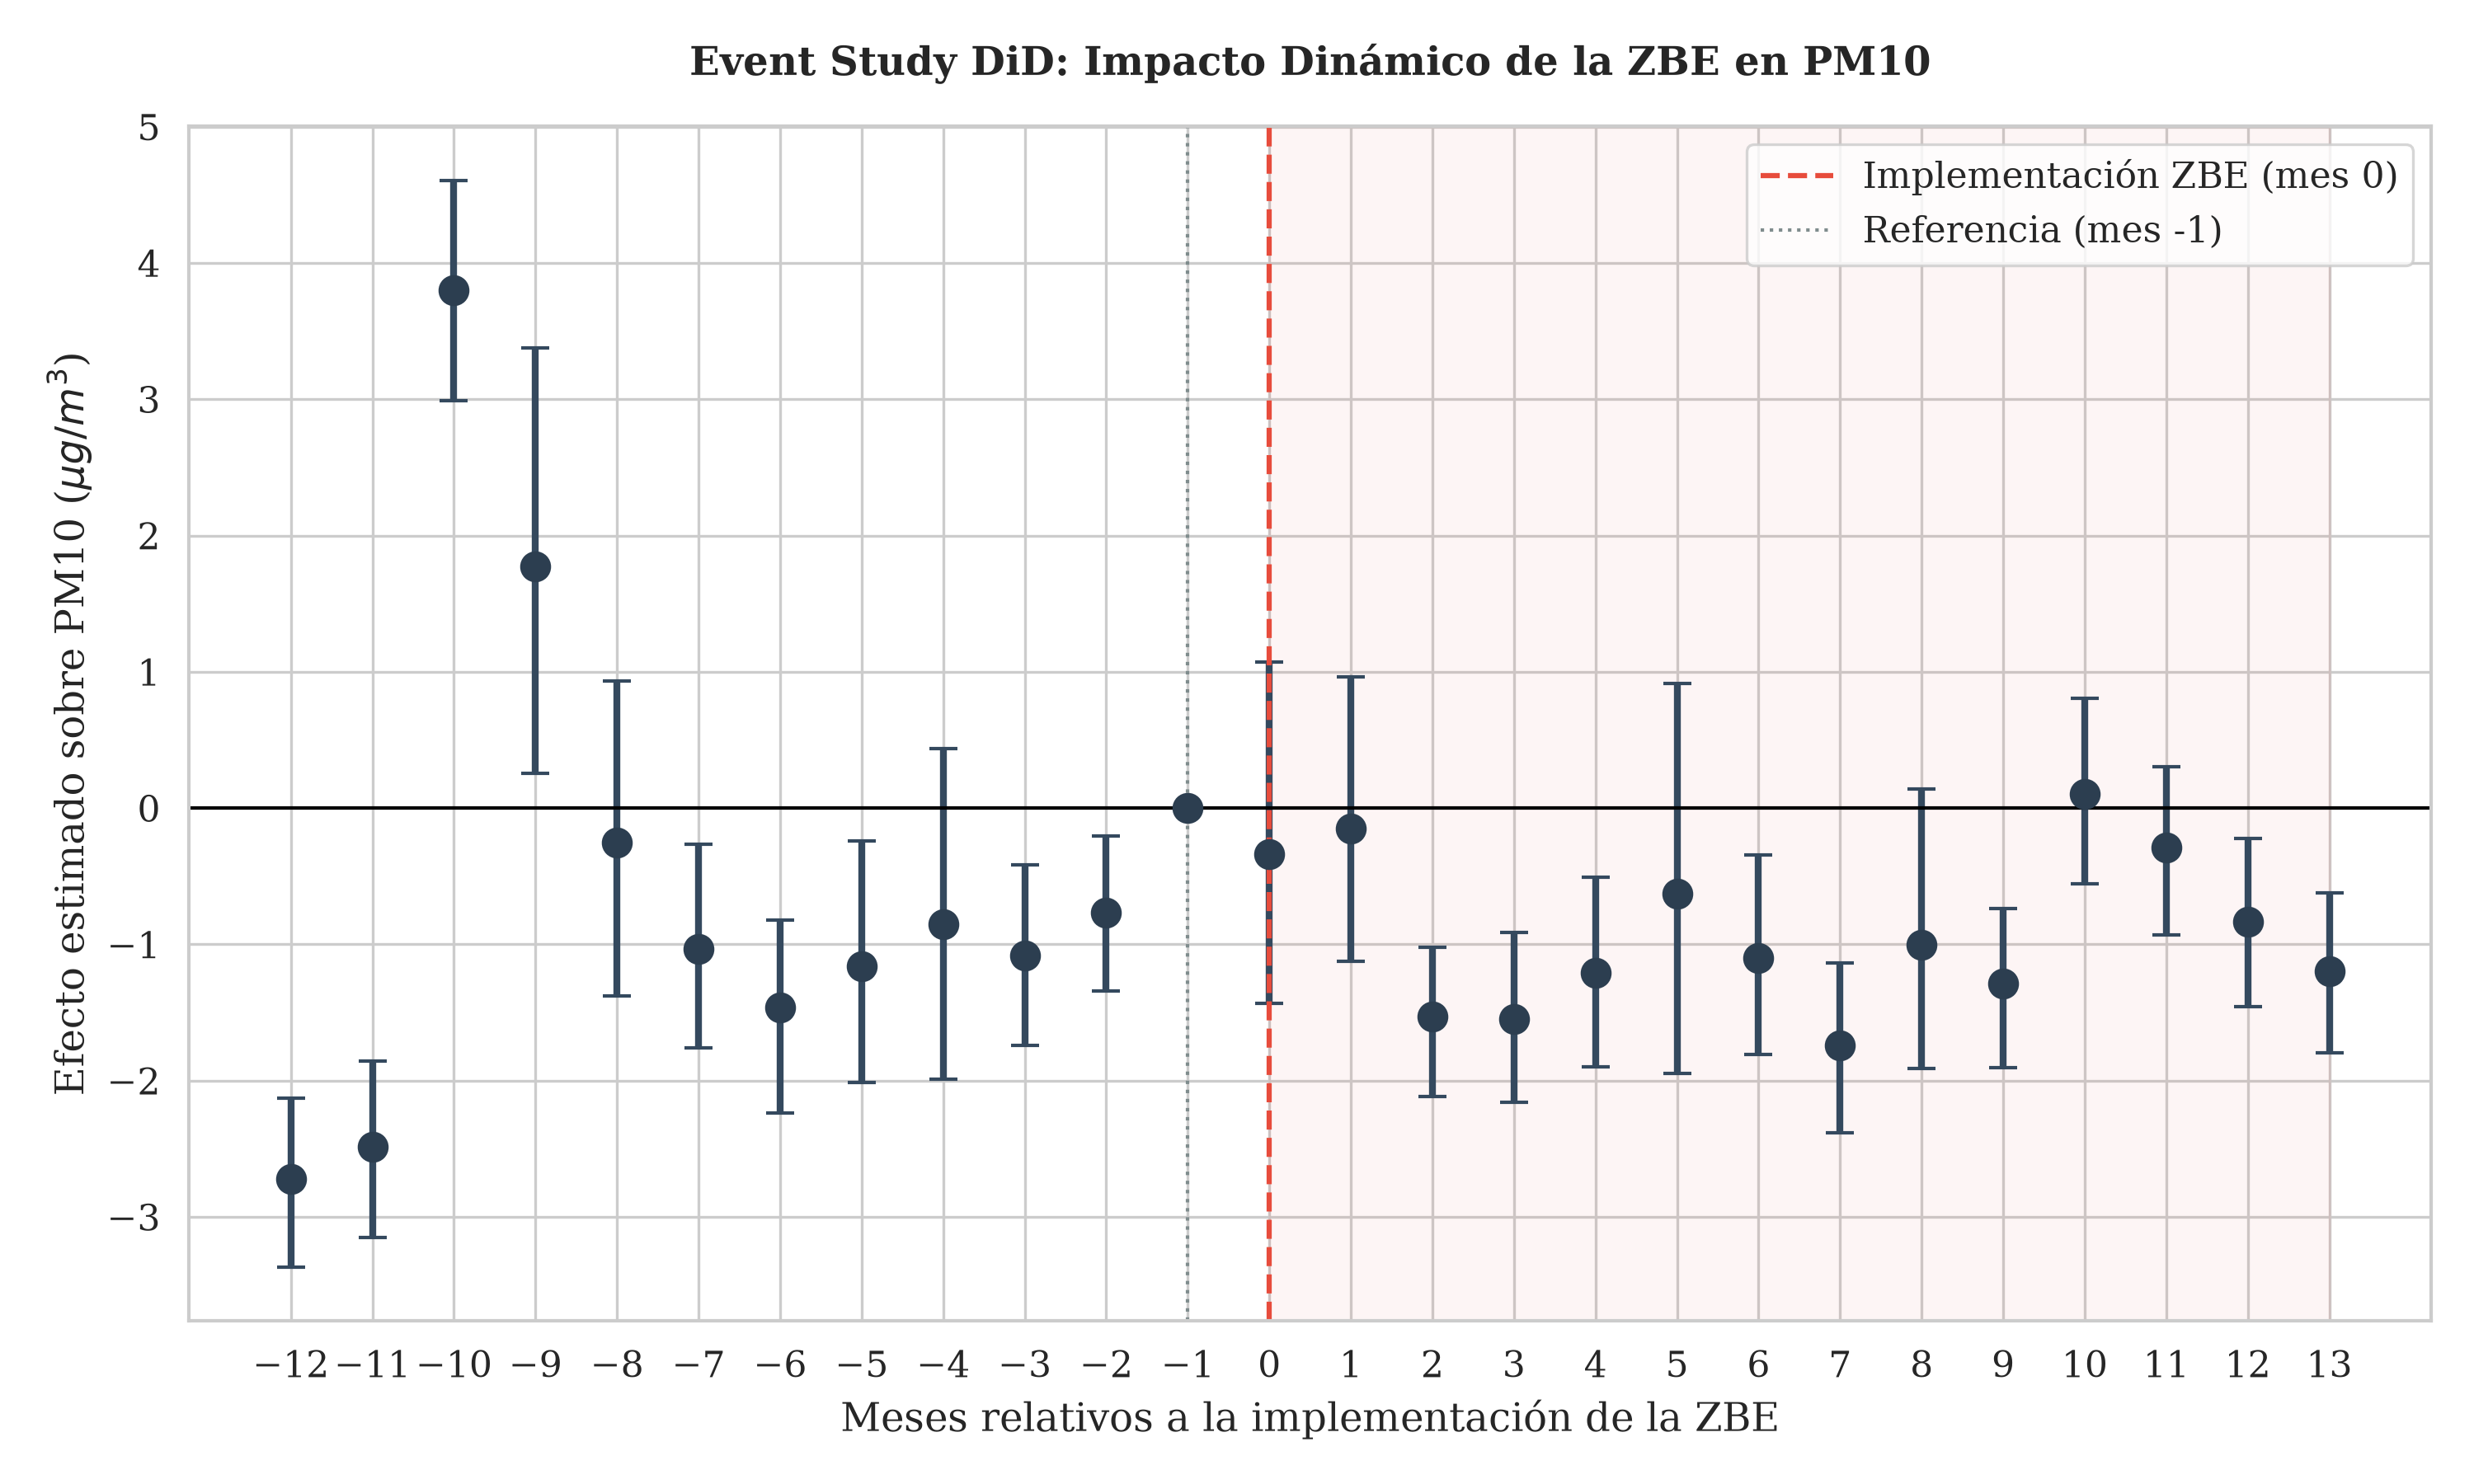 Event Study DiD: Impacto Dinámico de la ZBE en PM10
Efecto estimado sobre PM10 (μg/m³)
5
4
3
2
1
0
−1
−2
−3
Implementación ZBE (mes 0)
Referencia (mes -1)
−12 −11 −10 −9 −8 −7 −6 −5 −4 −3 −2 −1 0 1 2 3 4 5 6 7 8 9 10 11 12 13
Meses relativos a la implementación de la ZBE